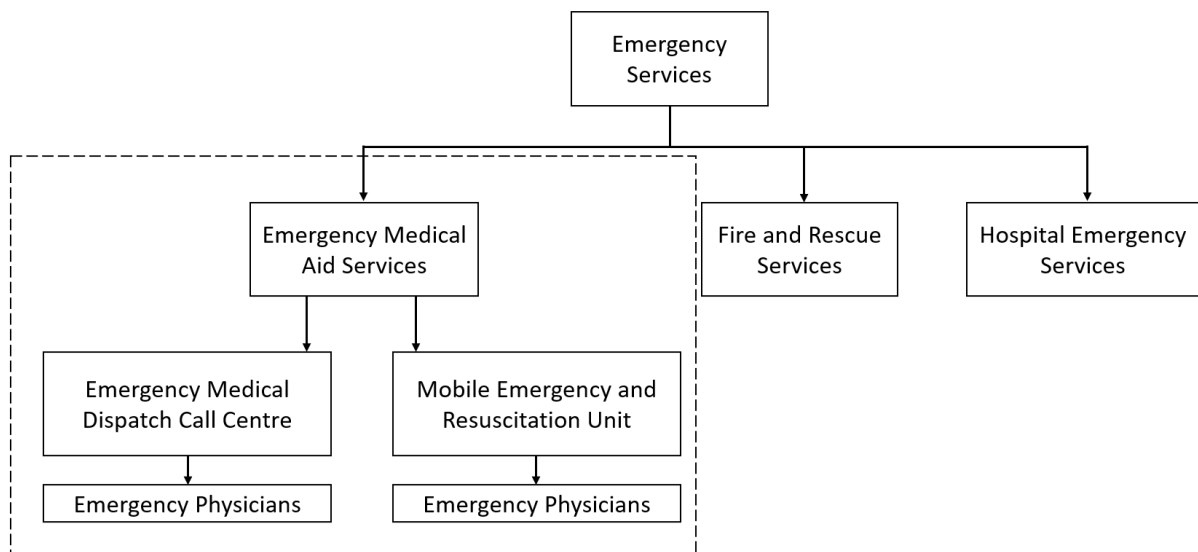 Emergency
Services
Emergency Medical
Aid Services
Fire and Rescue
Services
Hospital Emergency
Services
Emergency Medical
Dispatch Call Centre
Mobile Emergency and
Resuscitation Unit
Emergency Physicians
Emergency Physicians